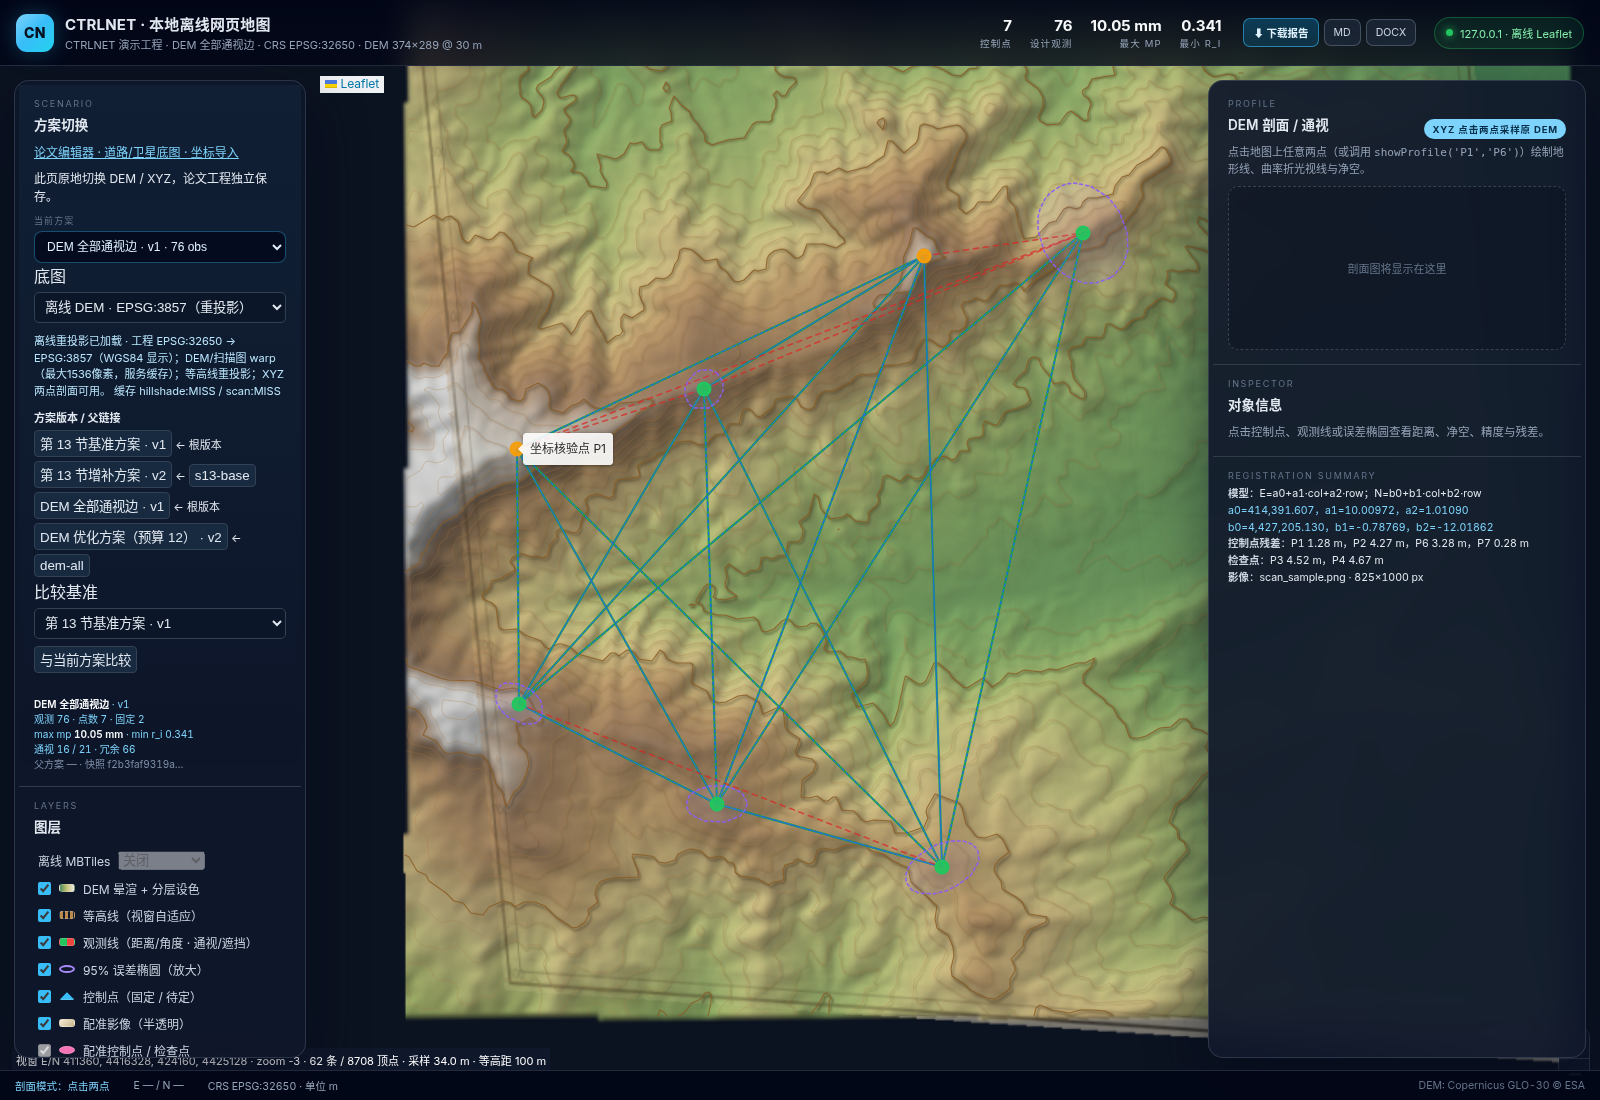 CN
CTRLNET · 本地离线网页地图
CTRLNET 演示工程 · DEM 全部通视边 · CRS EPSG:32650 · DEM 374×289 @ 30 m
7
控制点
76
设计观测
10.05 mm
最大 MP
0.341
最小 R_I
⬇ 下载报告
MD
DOCX
127.0.0.1 · 离线 Leaflet
SCENARIO
方案切换
论文编辑器 · 道路/卫星底图 · 坐标导入
此页原地切换 DEM / XYZ，论文工程独立保
存。
当前方案
DEM 全部通视边 · v1 · 76 obs
底图
离线 DEM · EPSG:3857（重投影）
离线重投影已加载 · 工程 EPSG:32650 →
EPSG:3857（WGS84 显示）；DEM/扫描图 warp
（最大1536像素，服务缓存）；等高线重投影；XYZ
两点剖面可用。 缓存 hillshade:MISS / scan:MISS
方案版本 / 父链接
第 13 节基准方案 · v1 ← 根版本
第 13 节增补方案 · v2 ← s13-base
DEM 全部通视边 · v1 ← 根版本
DEM 优化方案（预算 12） · v2 ←
dem-all
比较基准
第 13 节基准方案 · v1
与当前方案比较
DEM 全部通视边 · v1
观测 76 · 点数 7 · 固定 2
max mp 10.05 mm · min r_i 0.341
通视 16 / 21 · 冗余 66
父方案 — · 快照 f2b3faf9319a…
LAYERS
图层
离线 MBTiles 关闭
DEM 晕渲 + 分层设色
等高线（视窗自适应）
观测线（距离/角度 · 通视/遮挡）
95% 误差椭圆（放大）
控制点（固定 / 待定）
配准影像（半透明）
配准控制点 / 检查点
Leaflet
坐标核验点 P1
PROFILE
DEM 剖面 / 通视
XYZ 点击两点采样原 DEM
点击地图上任意两点（或调用 showProfile('P1','P6')）绘制地
形线、曲率折光视线与净空。
剖面图将显示在这里
INSPECTOR
对象信息
点击控制点、观测线或误差椭圆查看距离、净空、精度与残差。
REGISTRATION SUMMARY
模型：E=a0+a1·col+a2·row；N=b0+b1·col+b2·row
a0=414,391.607，a1=10.00972，a2=1.01090
b0=4,427,205.130，b1=-0.78769，b2=-12.01862
控制点残差：P1 1.28 m，P2 4.27 m，P6 3.28 m，P7 0.28 m
检查点：P3 4.52 m，P4 4.67 m
影像：scan_sample.png · 825×1000 px
视窗 E/N 411360, 4416328, 424160, 4425128 · zoom -3 · 62 条 / 8708 顶点 · 采样 34.0 m · 等高距 100 m
剖面模式：点击两点
E — / N —
CRS EPSG:32650 · 单位 m
DEM: Copernicus GLO-30 © ESA